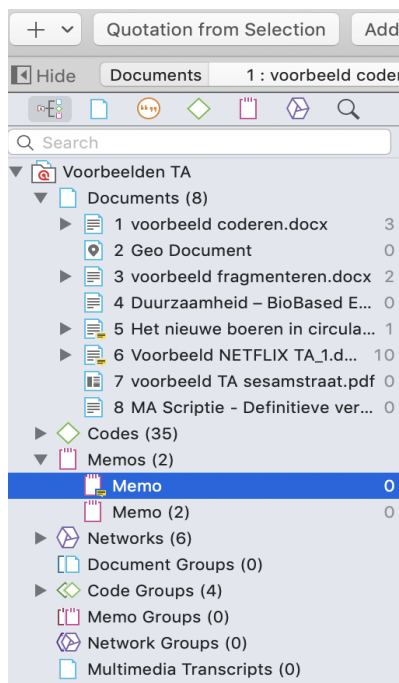 Quotation from Selection Add
Hide Documents 1 : voorbeeld coder
Search
Voorbeelden TA
Documents (8)
1 voorbeeld coderen.docx 3
2 Geo Document 0
3 voorbeeld fragmenteren.docx 2
4 Duurzaamheid – BioBased E... 0
5 Het nieuwe boeren in circula... 1
6 Voorbeeld NETFLIX TA_1.d... 10
7 voorbeeld TA sesamstraat.pdf 0
8 MA Scriptie - Definitieve ver... 0
Codes (35)
Memos (2)
Memo 0
Memo (2) 0
Networks (6)
Document Groups (0)
Code Groups (4)
Memo Groups (0)
Network Groups (0)
Multimedia Transcripts (0)